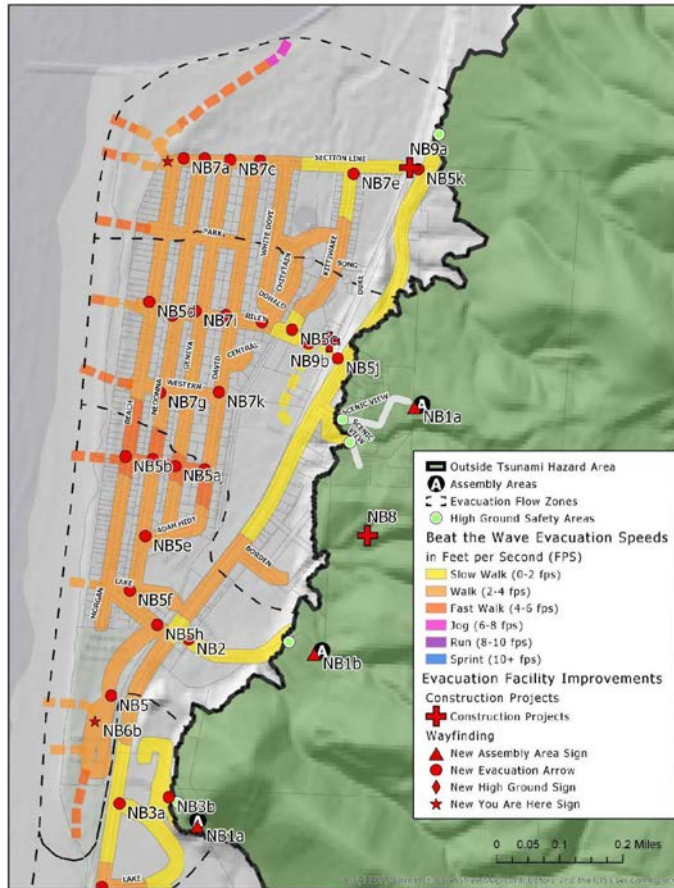 NB9a
SECTION LINE
NB7a
NB7c
NB7e
NB5k
PARK
WHITE DOVE
CHIEFTAIN
KITTIWAKE
SONG
DUKE
NB5d
NB7i
RILEY
DONALD
NB5c
NB9b
NB5j
GENEVA
DAVID
CENTRAL
WESTERN
NB7g
NB7k
BEACH
NEDONNA
SCENIC VIEW
SCENIC
VIEW
A
NB1a
NB5b
NB5a
NB8
NB5e
JADAH HEDY
BORDEN
LAKE
MORGAN
NB5f
NB5h
NB2
A
NB1b
NB5
NB6b
NB3a
NB3b
A
NB1a
LAKE
Outside Tsunami Hazard Area
A Assembly Areas
Evacuation Flow Zones
High Ground Safety Areas
Beat the Wave Evacuation Speeds
in Feet per Second (FPS)
Slow Walk (0-2 fps)
Walk (2-4 fps)
Fast Walk (4-6 fps)
Jog (6-8 fps)
Run (8-10 fps)
Sprint (10+ fps)
Evacuation Facility Improvements
Construction Projects
Construction Projects
Wayfinding
New Assembly Area Sign
New Evacuation Arrow
New High Ground Sign
New You Are Here Sign
0 0.1 0.2 Miles